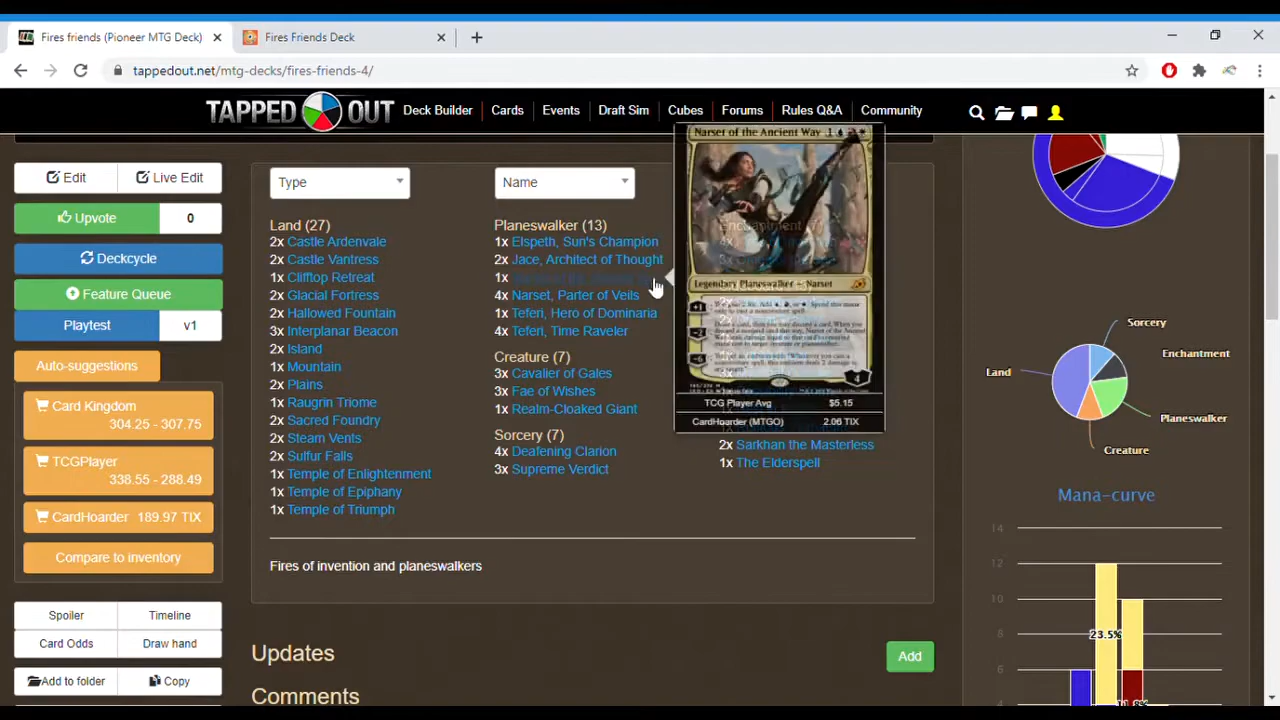 Fires friends (Pioneer MTG Deck)
Fires Friends Deck
tappedout.net/mtg-decks/fires-friends-4/
TAPPED OUT
Deck Builder
Cards
Events
Draft Sim
Cubes
Forums
Rules Q&A
Community
Edit
Live Edit
Upvote
0
Deckcycle
Feature Queue
Playtest
v1
Auto-suggestions
Card Kingdom
304.25 - 307.75
TCGPlayer
338.55 - 288.49
CardHoarder 189.97 TIX
Compare to inventory
Spoiler
Timeline
Card Odds
Draw hand
Add to folder
Copy
Type
Name
Land (27)
2x Castle Ardenvale
2x Castle Vantress
1x Clifftop Retreat
2x Glacial Fortress
2x Hallowed Fountain
3x Interplanar Beacon
2x Island
1x Mountain
2x Plains
1x Raugrin Triome
2x Sacred Foundry
2x Steam Vents
2x Sulfur Falls
1x Temple of Enlightenment
1x Temple of Epiphany
1x Temple of Triumph
Planeswalker (13)
1x Elspeth, Sun's Champion
2x Jace, Architect of Thought
1x
4x Narset, Parter of Veils
1x Teferi, Hero of Dominaria
4x Teferi, Time Raveler
Creature (7)
3x Cavalier of Gales
3x Fae of Wishes
1x Realm-Cloaked Giant
Sorcery (7)
4x Deafening Clarion
3x Supreme Verdict
Narset of the Ancient Way 1
Enchantment (7)
4x
3x
Legendary Planeswalker – Narset
+1
-2
-6
4
TCG Player Avg $5.15
CardHoarder (MTGO) 2.06 TIX
2x Sarkhan the Masterless
1x The Elderspell
Fires of invention and planeswalkers
Updates
Add
Comments
Sorcery
Enchantment
Land
Planeswalker
Creature
Mana-curve
14
12
10
8
6
4
23.5%